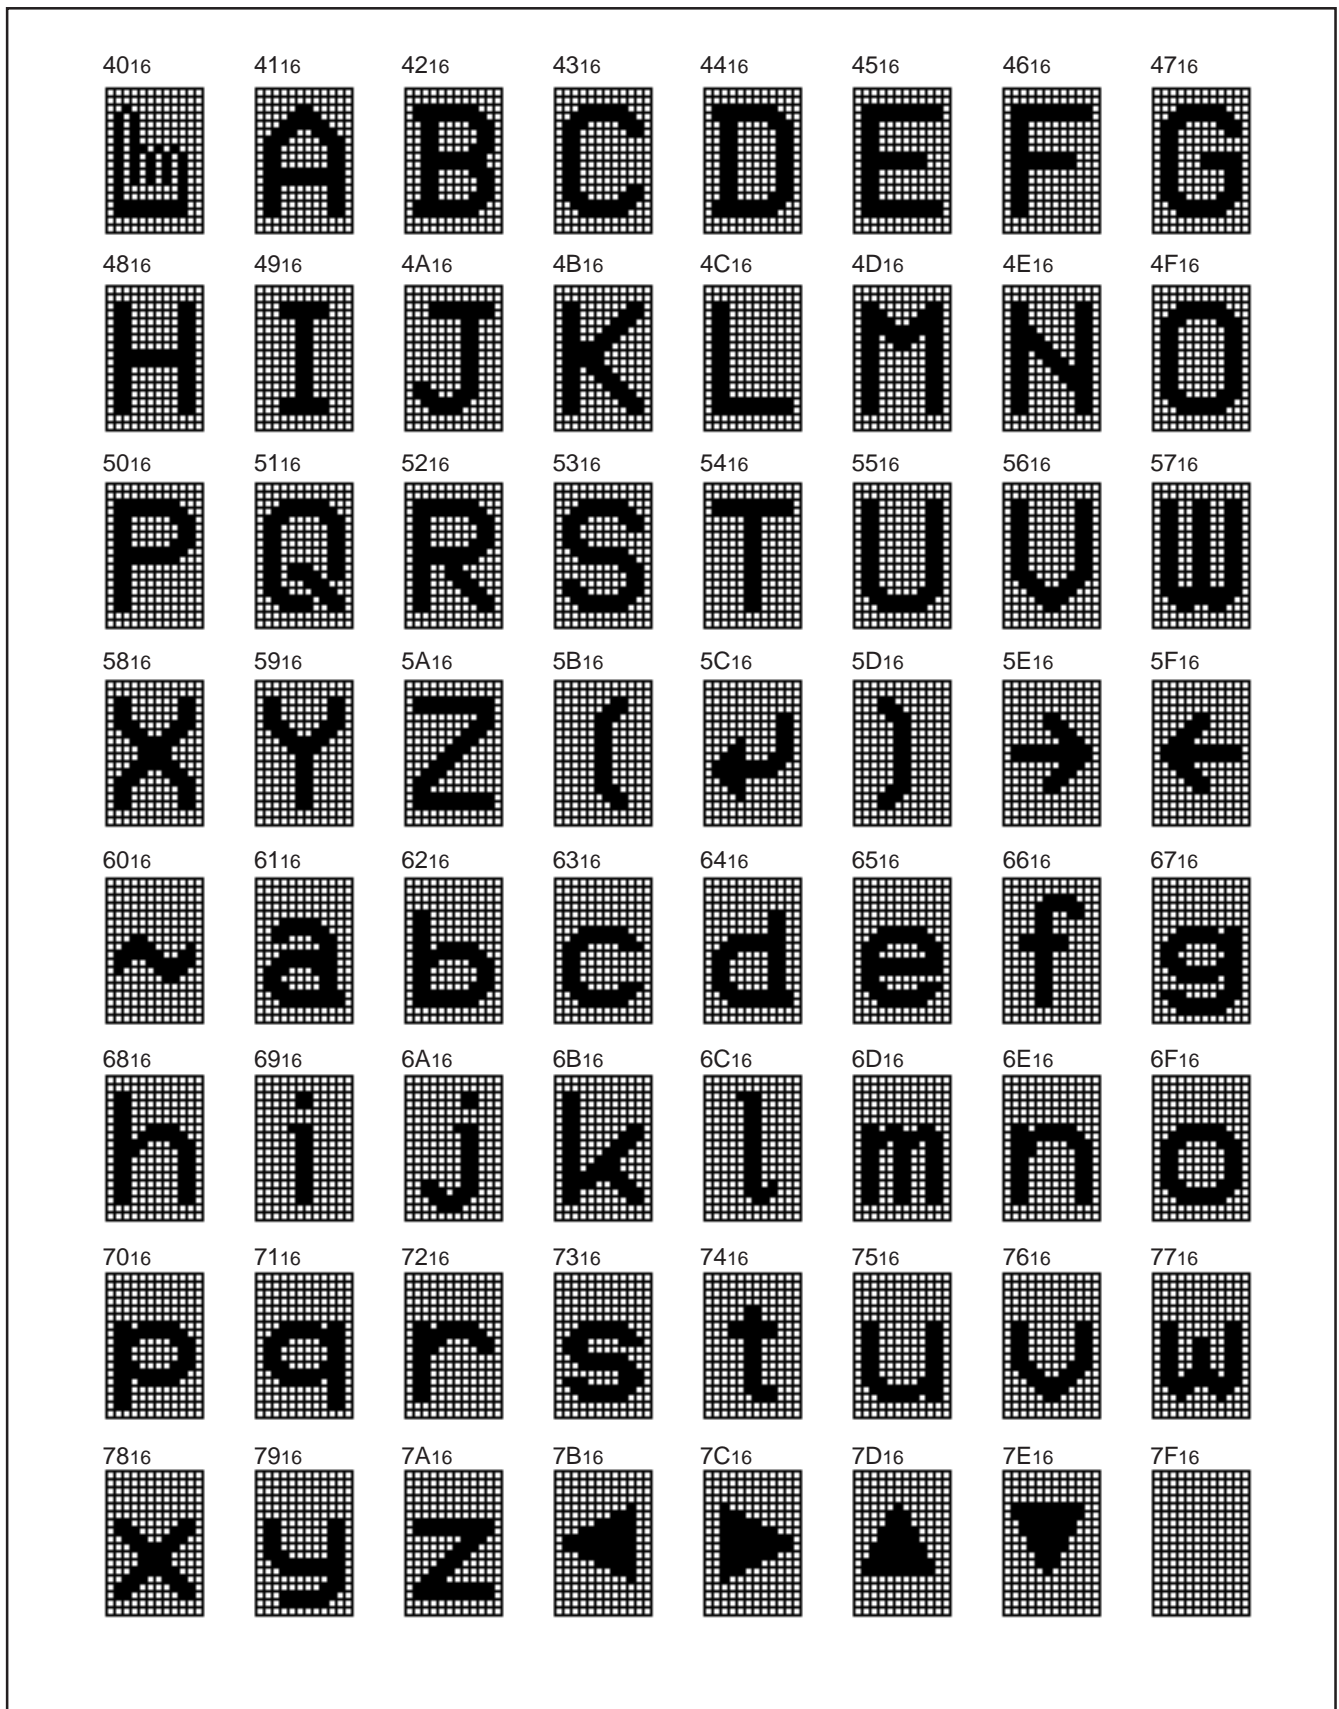 4016 4116 4216 4316 4416 4516 4616 4716
A B C D E F G
4816 4916 4A16 4B16 4C16 4D16 4E16 4F16
H I J K L M N O
5016 5116 5216 5316 5416 5516 5616 5716
P Q R S T U V W
5816 5916 5A16 5B16 5C16 5D16 5E16 5F16
X Y Z ( ↲ ) → ←
6016 6116 6216 6316 6416 6516 6616 6716
~ a b c d e f g
6816 6916 6A16 6B16 6C16 6D16 6E16 6F16
h i j k l m n o
7016 7116 7216 7316 7416 7516 7616 7716
p q r s t u v w
7816 7916 7A16 7B16 7C16 7D16 7E16 7F16
x y z ◀ ▶ ▲ ▼